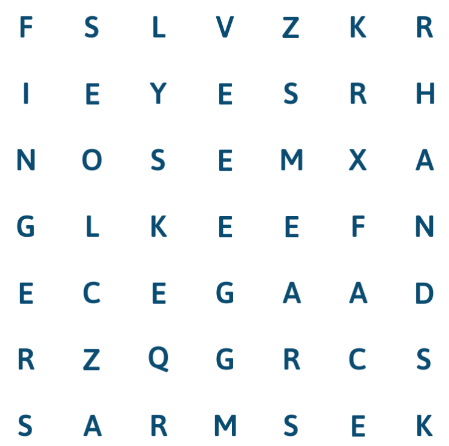 F S L V Z K R
I E Y E S R H
N O S E M X A
G L K E E F N
E C E G A A D
R Z Q G R C S
S A R M S E K